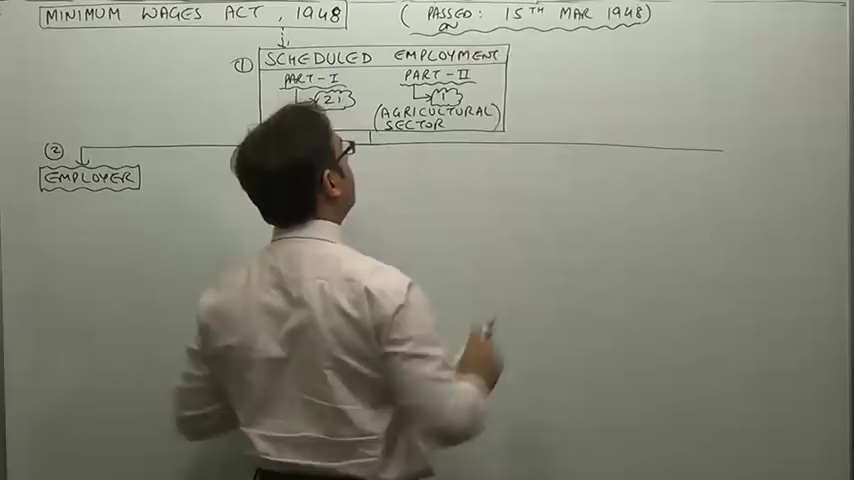 MINIMUM WAGES ACT, 1948 (PASSED: 15TH MAR 1948)
ON
① SCHEDULED EMPLOYMENT
PART-I PART-II
21 1
(AGRICULTURAL
SECTOR)
②
EMPLOYER